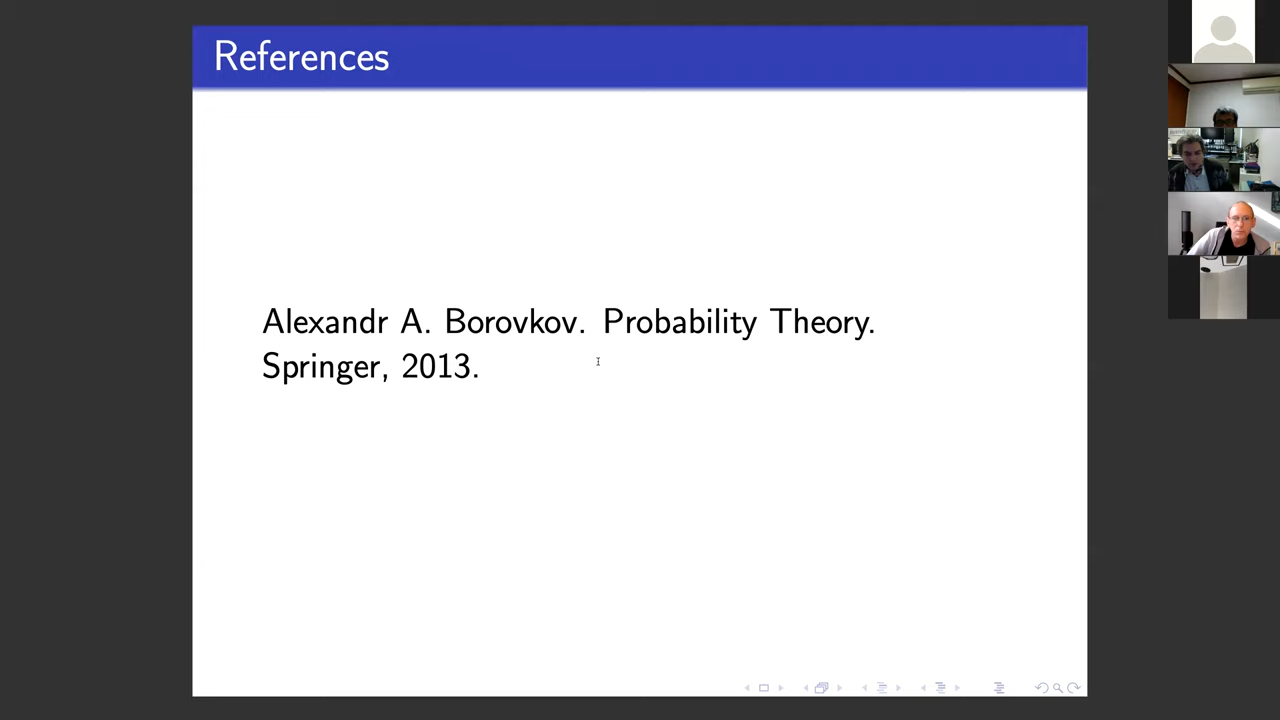 References
Alexandr A. Borovkov. Probability Theory.
Springer, 2013.